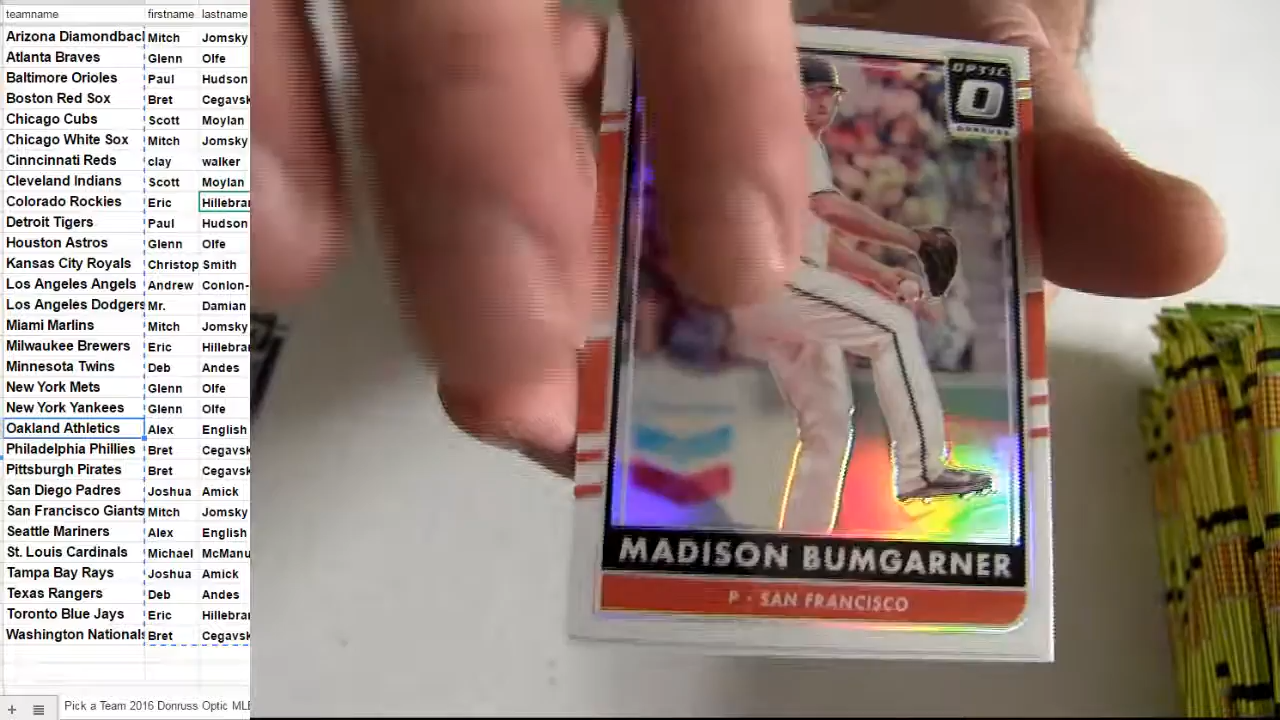 teamname firstname lastname
Arizona Diamondbacl Mitch Jomsky
Atlanta Braves Glenn Olfe
Baltimore Orioles Paul Hudson
Boston Red Sox Bret Cegavsk
Chicago Cubs Scott Moylan
Chicago White Sox Mitch Jomsky
Cinncinnati Reds clay walker
Cleveland Indians Scott Moylan
Colorado Rockies Eric Hillebrar
Detroit Tigers Paul Hudson
Houston Astros Glenn Olfe
Kansas City Royals Christop Smith
Los Angeles Angels Andrew Conlon-
Los Angeles Dodgers Mr. Damian
Miami Marlins Mitch Jomsky
Milwaukee Brewers Eric Hillebrar
Minnesota Twins Deb Andes
New York Mets Glenn Olfe
New York Yankees Glenn Olfe
Oakland Athletics Alex English
Philadelphia Phillies Bret Cegavsk
Pittsburgh Pirates Bret Cegavsk
San Diego Padres Joshua Amick
San Francisco Giants Mitch Jomsky
Seattle Mariners Alex English
St. Louis Cardinals Michael McManu
Tampa Bay Rays Joshua Amick
Texas Rangers Deb Andes
Toronto Blue Jays Eric Hillebrar
Washington Nationals Bret Cegavsk
Pick a Team 2016 Donruss Optic MLB
OPTIC
O
DONRUSS
MADISON BUMGARNER
P - SAN FRANCISCO